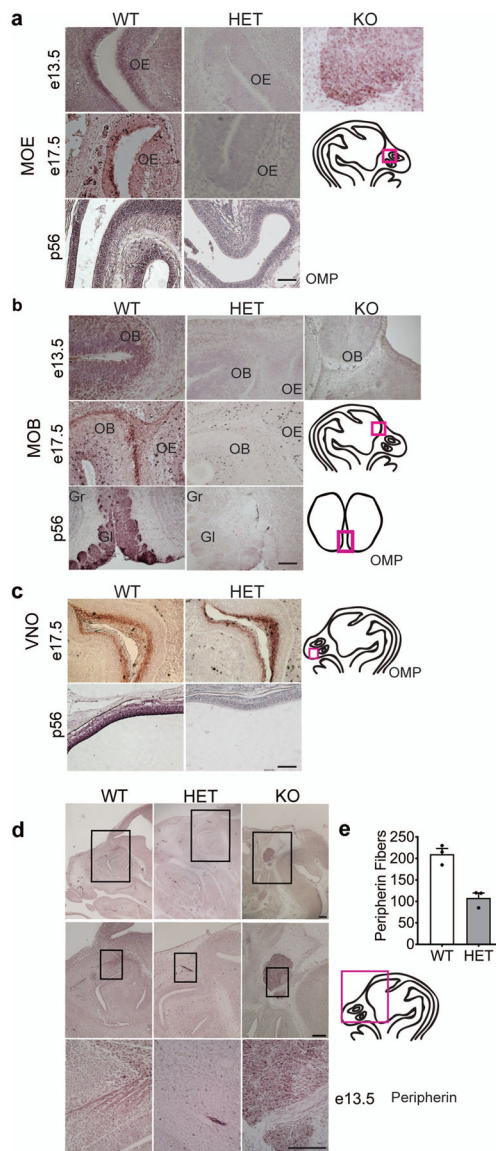 a
WT HET KO
MOE
e13.5
OE
OE
e17.5
OE
OE
p56
OMP
b
WT HET KO
MOB
e13.5
OB
OB
OE
OB
e17.5
OB
OE
OB
OE
p56
Gr
Gl
Gr
Gl
OMP
c
WT HET
VNO
e17.5
OMP
p56
d
WT HET KO
e
Peripherin Fibers
250
200
150
100
50
0
WT HET
e13.5 Peripherin